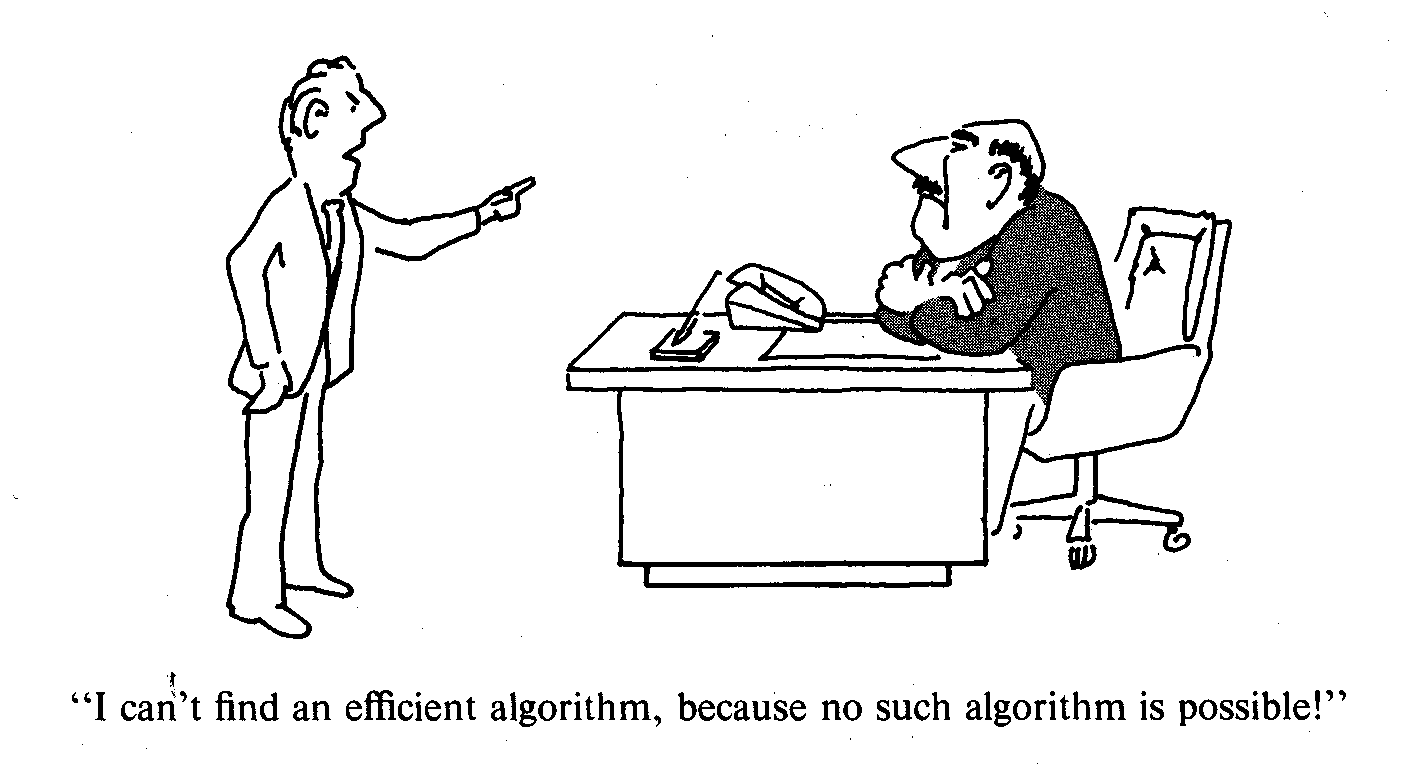 “I can’t find an efficient algorithm, because no such algorithm is possible!”